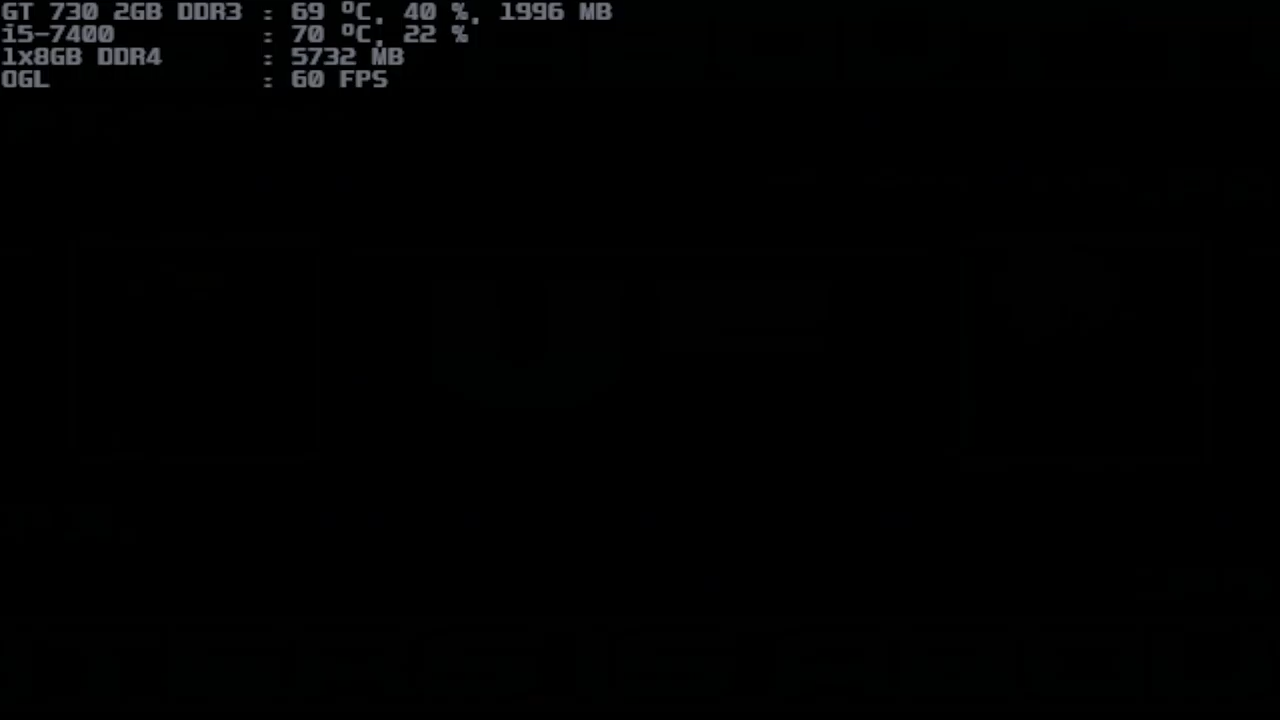 GT 730 2GB DDR3 : 69 ºC, 40 %, 1996 MB
i5-7400 : 70 ºC, 22 %
1x8GB DDR4 : 5732 MB
OGL : 60 FPS